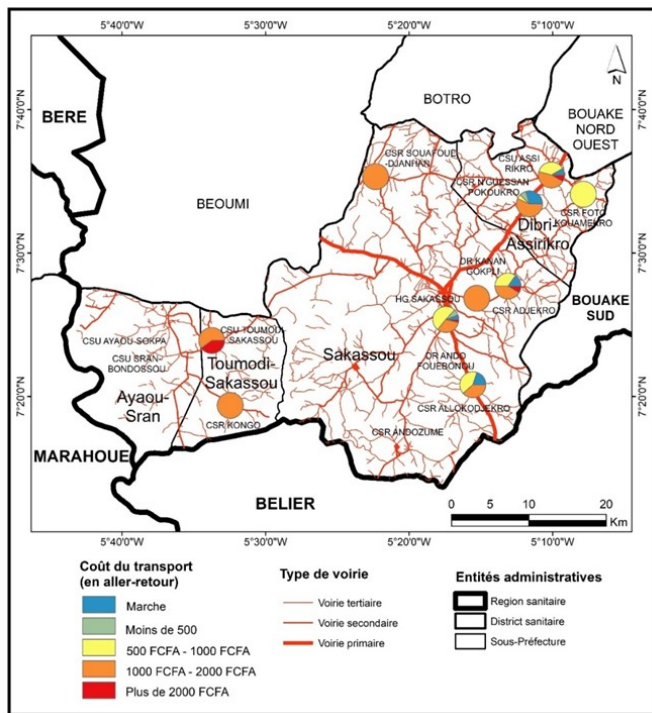 5°40'0"W 5°30'0"W 5°20'0"W 5°10'0"W
7°40'0"N
7°30'0"N
7°20'0"N
7°40'0"N
7°30'0"N
7°20'0"N
N
BERE
BOTRO
BOUAKE
NORD
OUEST
BEOUMI
CSR SOUAFOUE
-DJANHAN
CSU ASSI
RIKRO
CSR N'GUESSAN
POKOUKRO
CSR FOTO
KOUAMEKRO
Dibri-
Assirikro
DR KANAN
GOKPLI
HG SAKASSOU
CSR ADJEKRO
BOUAKE
SUD
CSU AYAOU-SOKPA
CSU TOUMODI-
SAKASSOU
CSU SRAN-
BONDOSSOU
Toumodi-
Sakassou
Sakassou
DR ANDO
FOUEBONOU
Ayaou-
Sran
CSR KONGO
CSR ALLOKODJEKRO
CSR ANDOZUME
MARAHOUE
BELIER
0 5 10 20
Km
5°40'0"W 5°30'0"W 5°20'0"W 5°10'0"W
Coût du transport
(en aller-retour)
Marche
Moins de 500
500 FCFA - 1000 FCFA
1000 FCFA - 2000 FCFA
Plus de 2000 FCFA
Type de voirie
Voirie tertiaire
Voirie secondaire
Voirie primaire
Entités administratives
Region sanitaire
District sanitaire
Sous-Préfecture